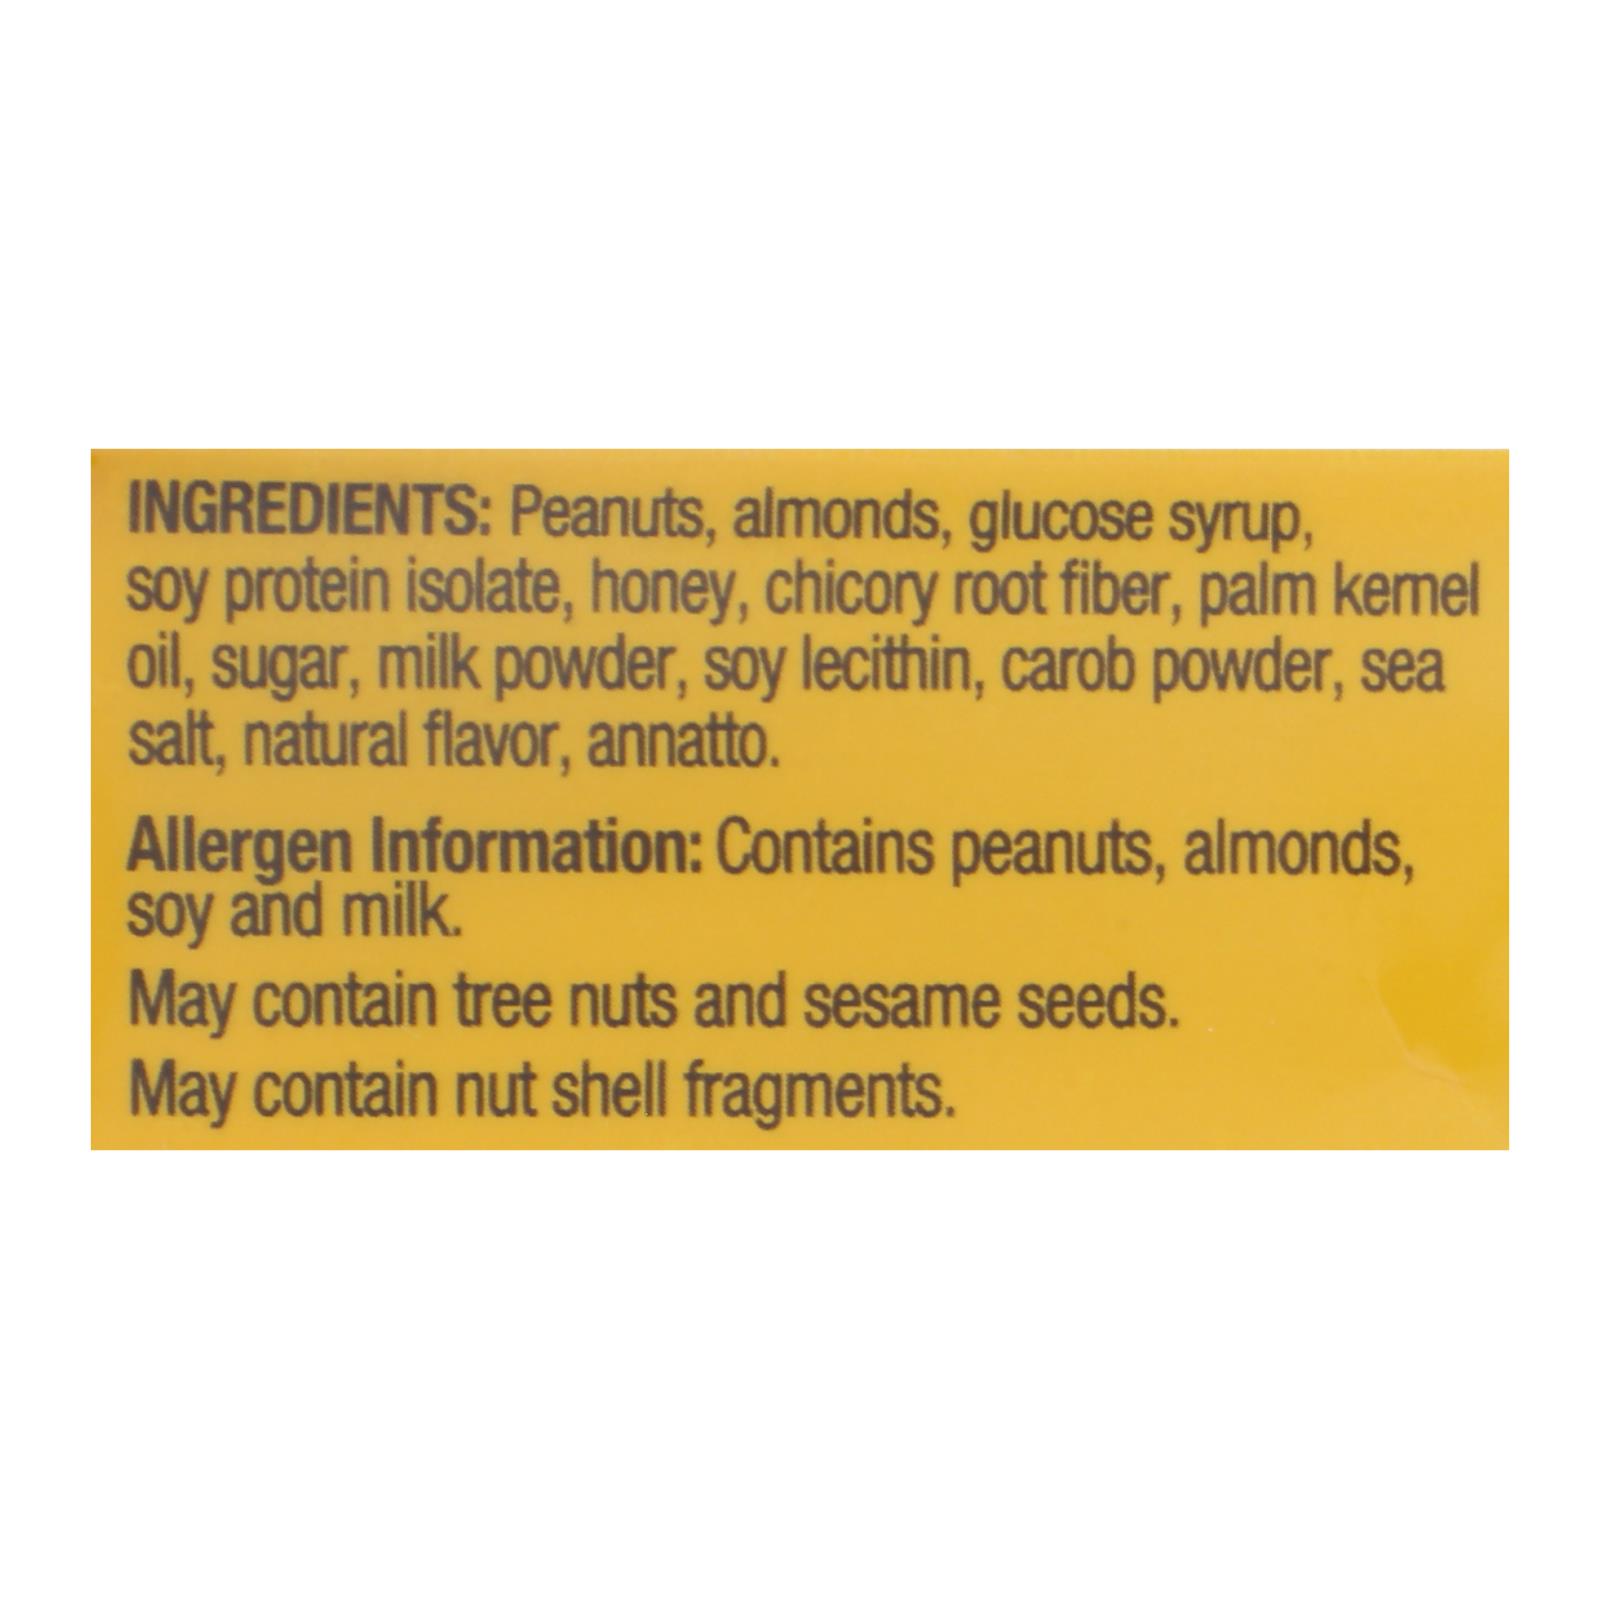 INGREDIENTS: Peanuts, almonds, glucose syrup,
soy protein isolate, honey, chicory root fiber, palm kernel
oil, sugar, milk powder, soy lecithin, carob powder, sea
salt, natural flavor, annatto.
Allergen Information: Contains peanuts, almonds,
soy and milk.
May contain tree nuts and sesame seeds.
May contain nut shell fragments.